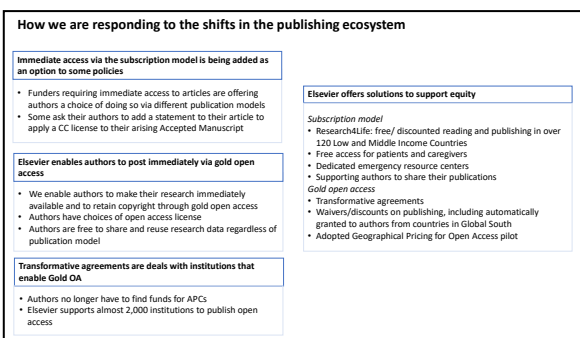 How we are responding to the shifts in the publishing ecosystem
Immediate access via the subscription model is being added as
an option to some policies
• Funders requiring immediate access to articles are offering
authors a choice of doing so via different publication models
• Some ask their authors to add a statement to their article to
apply a CC license to their arising Accepted Manuscript
Elsevier enables authors to post immediately via gold open
access
• We enable authors to make their research immediately
available and to retain copyright through gold open access
• Authors have choices of open access license
• Authors are free to share and reuse research data regardless of
publication model
Transformative agreements are deals with institutions that
enable Gold OA
• Authors no longer have to find funds for APCs
• Elsevier supports almost 2,000 institutions to publish open
access
Elsevier offers solutions to support equity
Subscription model
• Research4Life: free/ discounted reading and publishing in over
120 Low and Middle Income Countries
• Free access for patients and caregivers
• Dedicated emergency resource centers
• Supporting authors to share their publications
Gold open access
• Transformative agreements
• Waivers/discounts on publishing, including automatically
granted to authors from countries in Global South
• Adopted Geographical Pricing for Open Access pilot